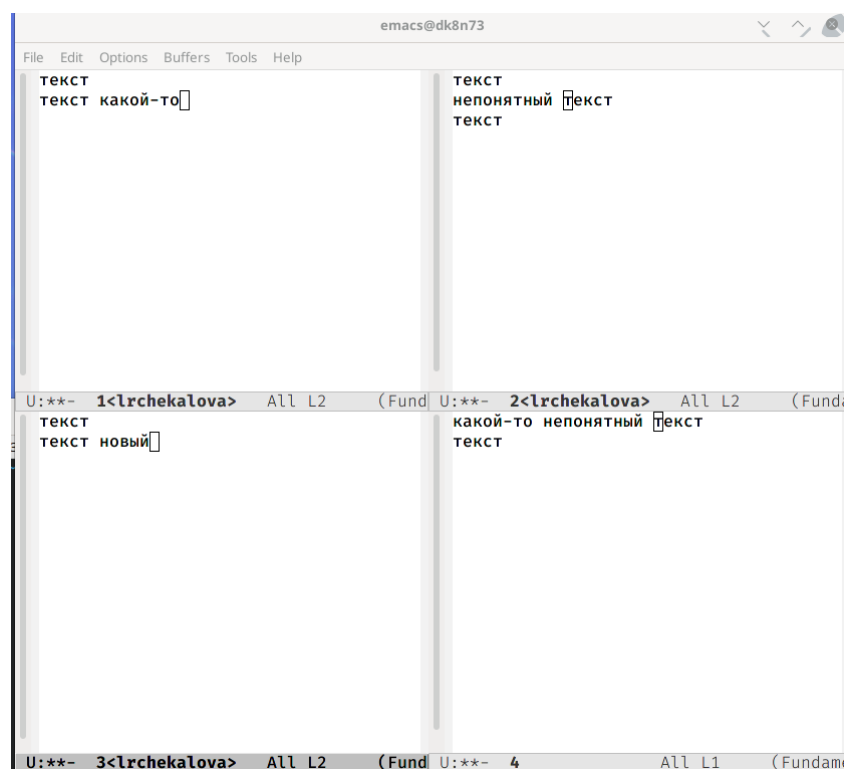 emacs@dk8n73
File Edit Options Buffers Tools Help
текст
текст какой-то
U:**- 1<lrchekalova> All L2 (Fund
текст
непонятный текст
текст
U:**- 2<lrchekalova> All L2 (Funda
текст
текст новый
U:**- 3<lrchekalova> All L2 (Fund
какой-то непонятный текст
текст
U:**- 4 All L1 (Fundame